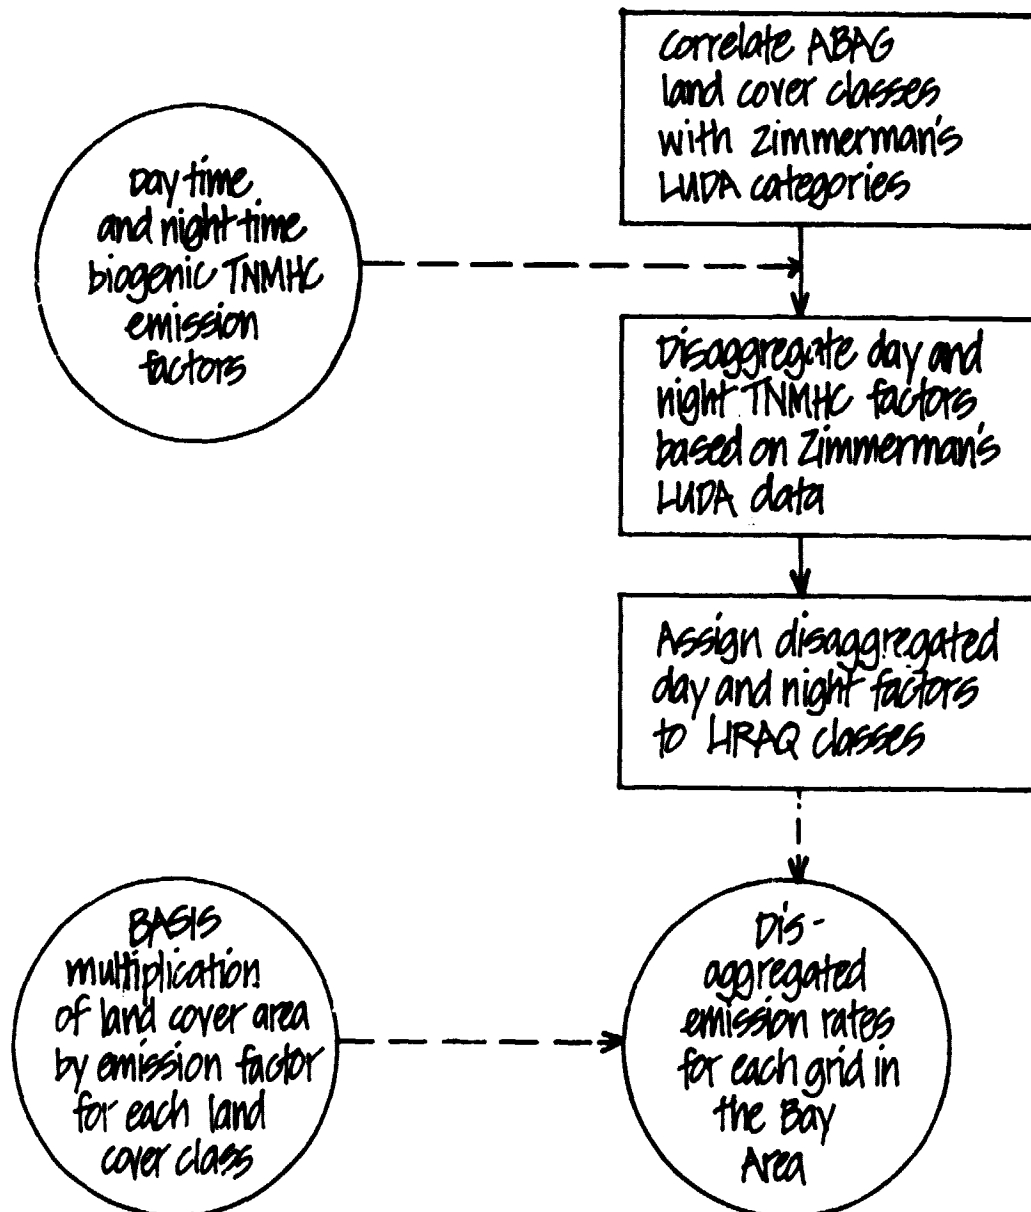 Correlate ABAG
land cover classes
with Zimmerman's
LUDA categories
Day time
and night time
biogenic TNMHC
emission
factors
Disaggregate day and
night TNMHC factors
based on Zimmerman's
LUDA data
Assign disaggregated
day and night factors
to LIRAQ classes
BASIS
multiplication
of land cover area
by emission factor
for each land
cover class
Dis-
aggregated
emission rates
for each grid in
the Bay
Area